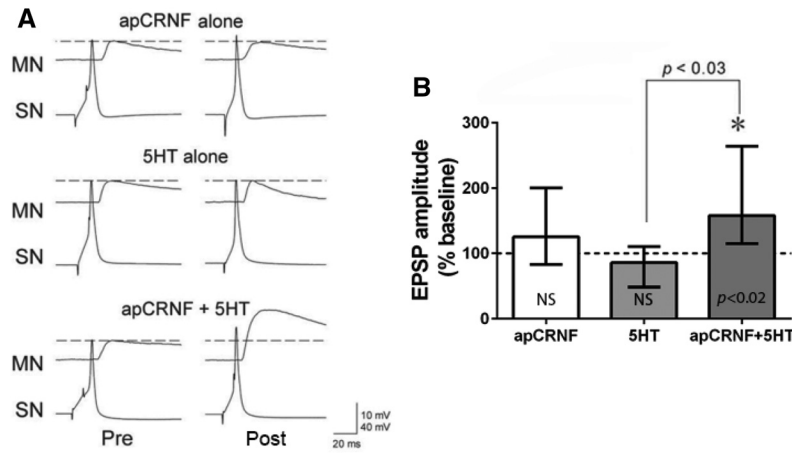 A
apCRNF alone
MN
SN
5HT alone
MN
SN
apCRNF + 5HT
MN
SN
Pre
Post
10 mV
40 mV
20 ms
B
p < 0.03
*
EPSP amplitude
(% baseline)
300
200
100
0
NS
NS
p<0.02
apCRNF
5HT
apCRNF+5HT